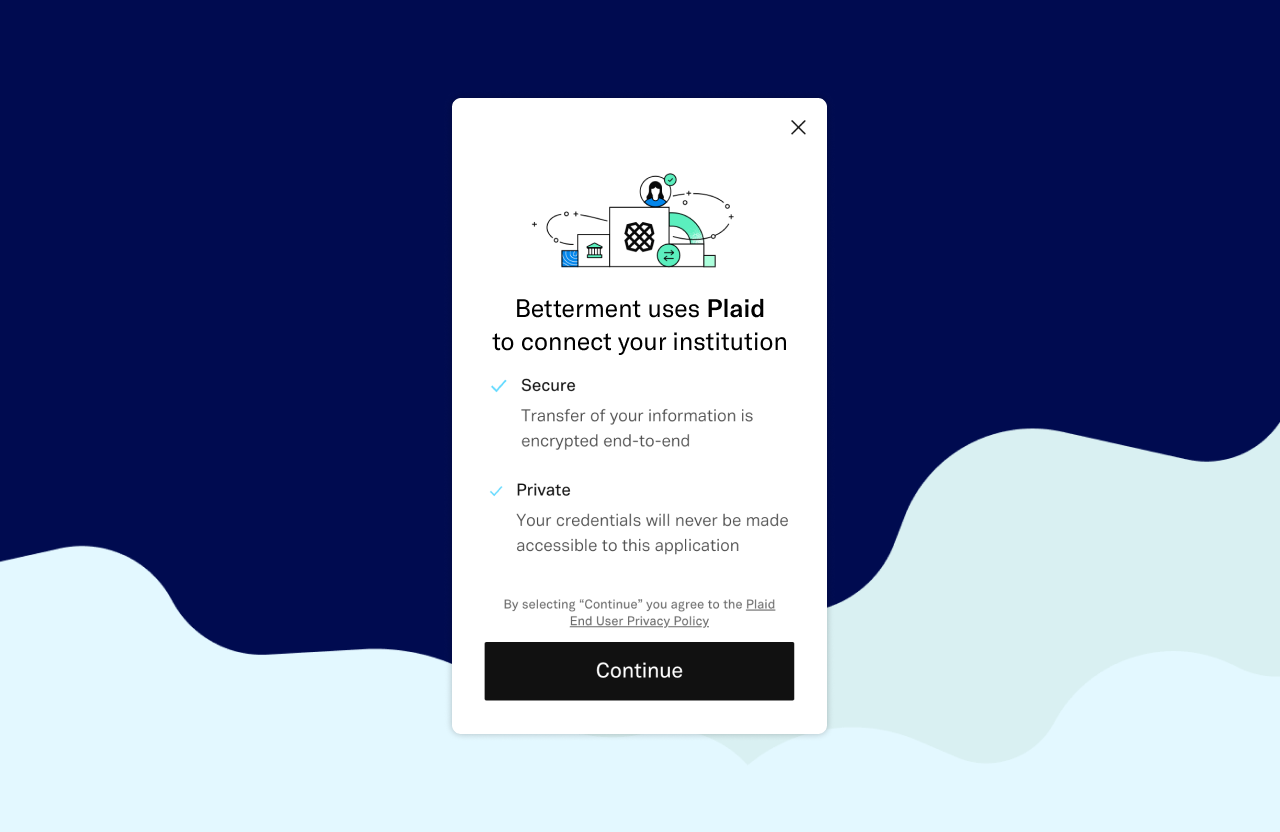 Betterment uses Plaid
to connect your institution
Secure
Transfer of your information is
encrypted end-to-end
Private
Your credentials will never be made
accessible to this application
By selecting “Continue” you agree to the Plaid
End User Privacy Policy
Continue